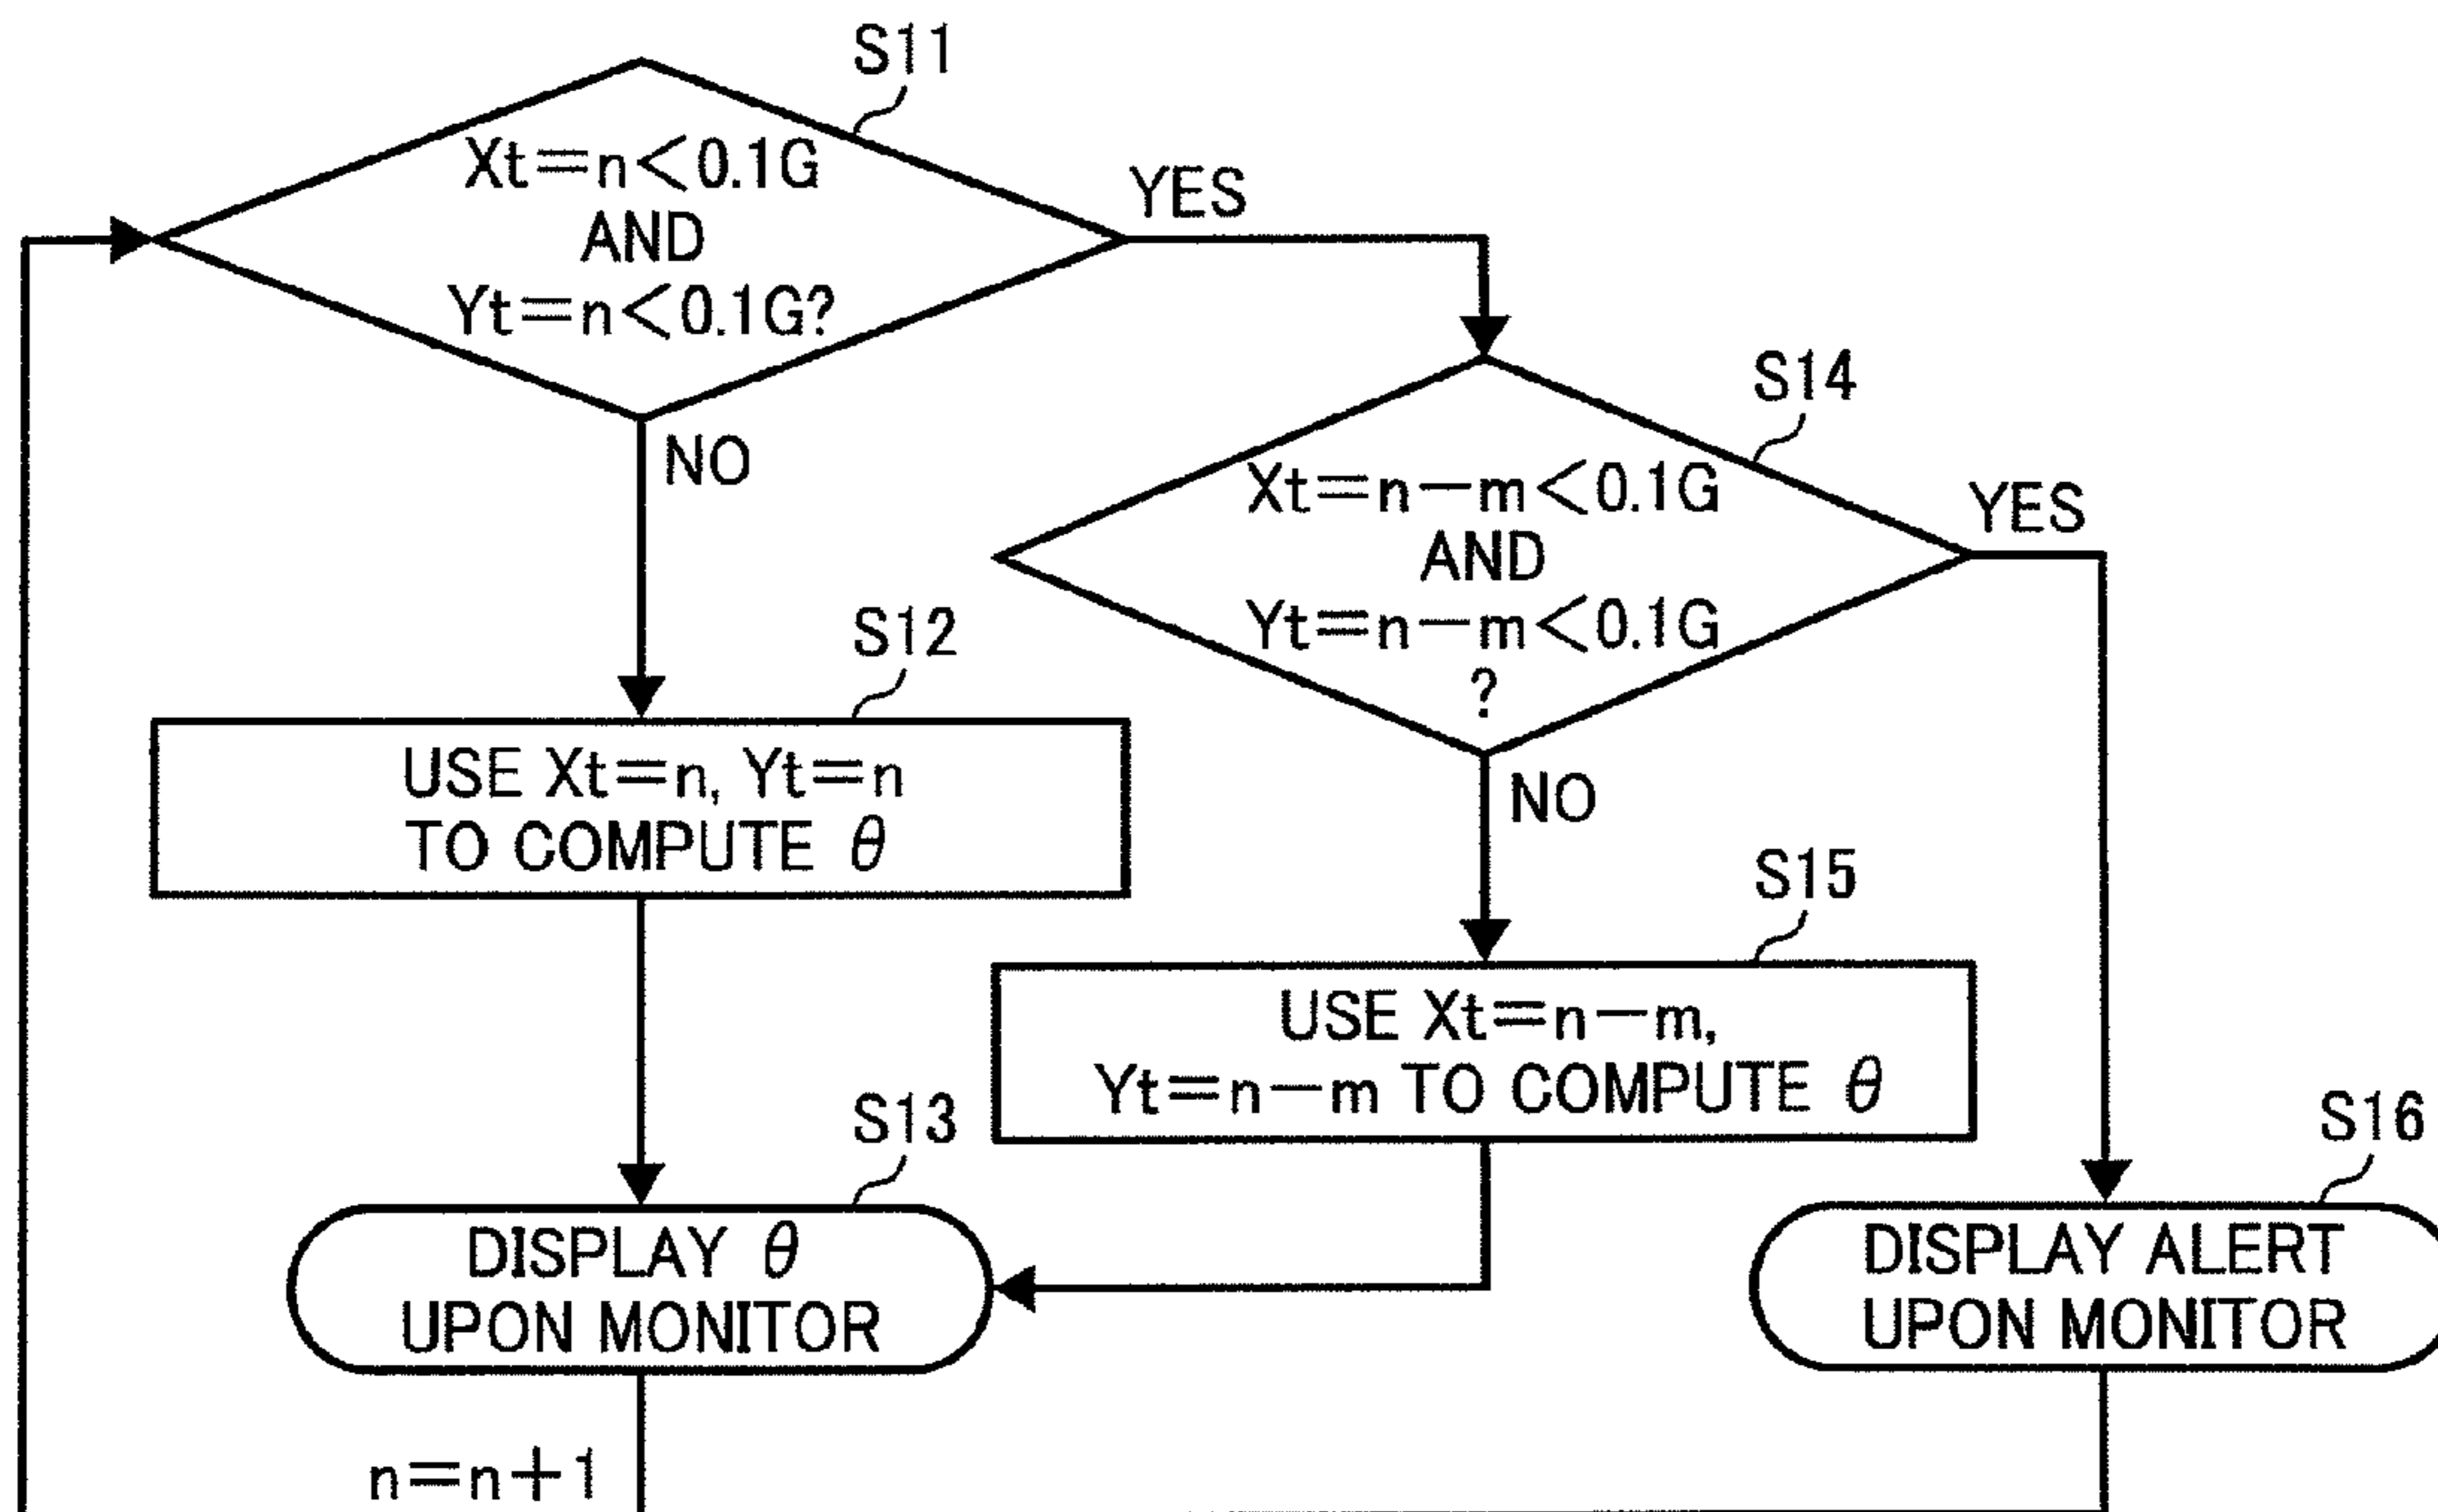 S11
Xt=n<0.1G
AND
Yt=n<0.1G?
YES
NO
S14
Xt=n-m<0.1G
AND
Yt=n-m<0.1G
?
YES
NO
S12
USE Xt=n, Yt=n
TO COMPUTE θ
S15
USE Xt=n-m,
Yt=n-m TO COMPUTE θ
S13
DISPLAY θ
UPON MONITOR
S16
DISPLAY ALERT
UPON MONITOR
n=n+1